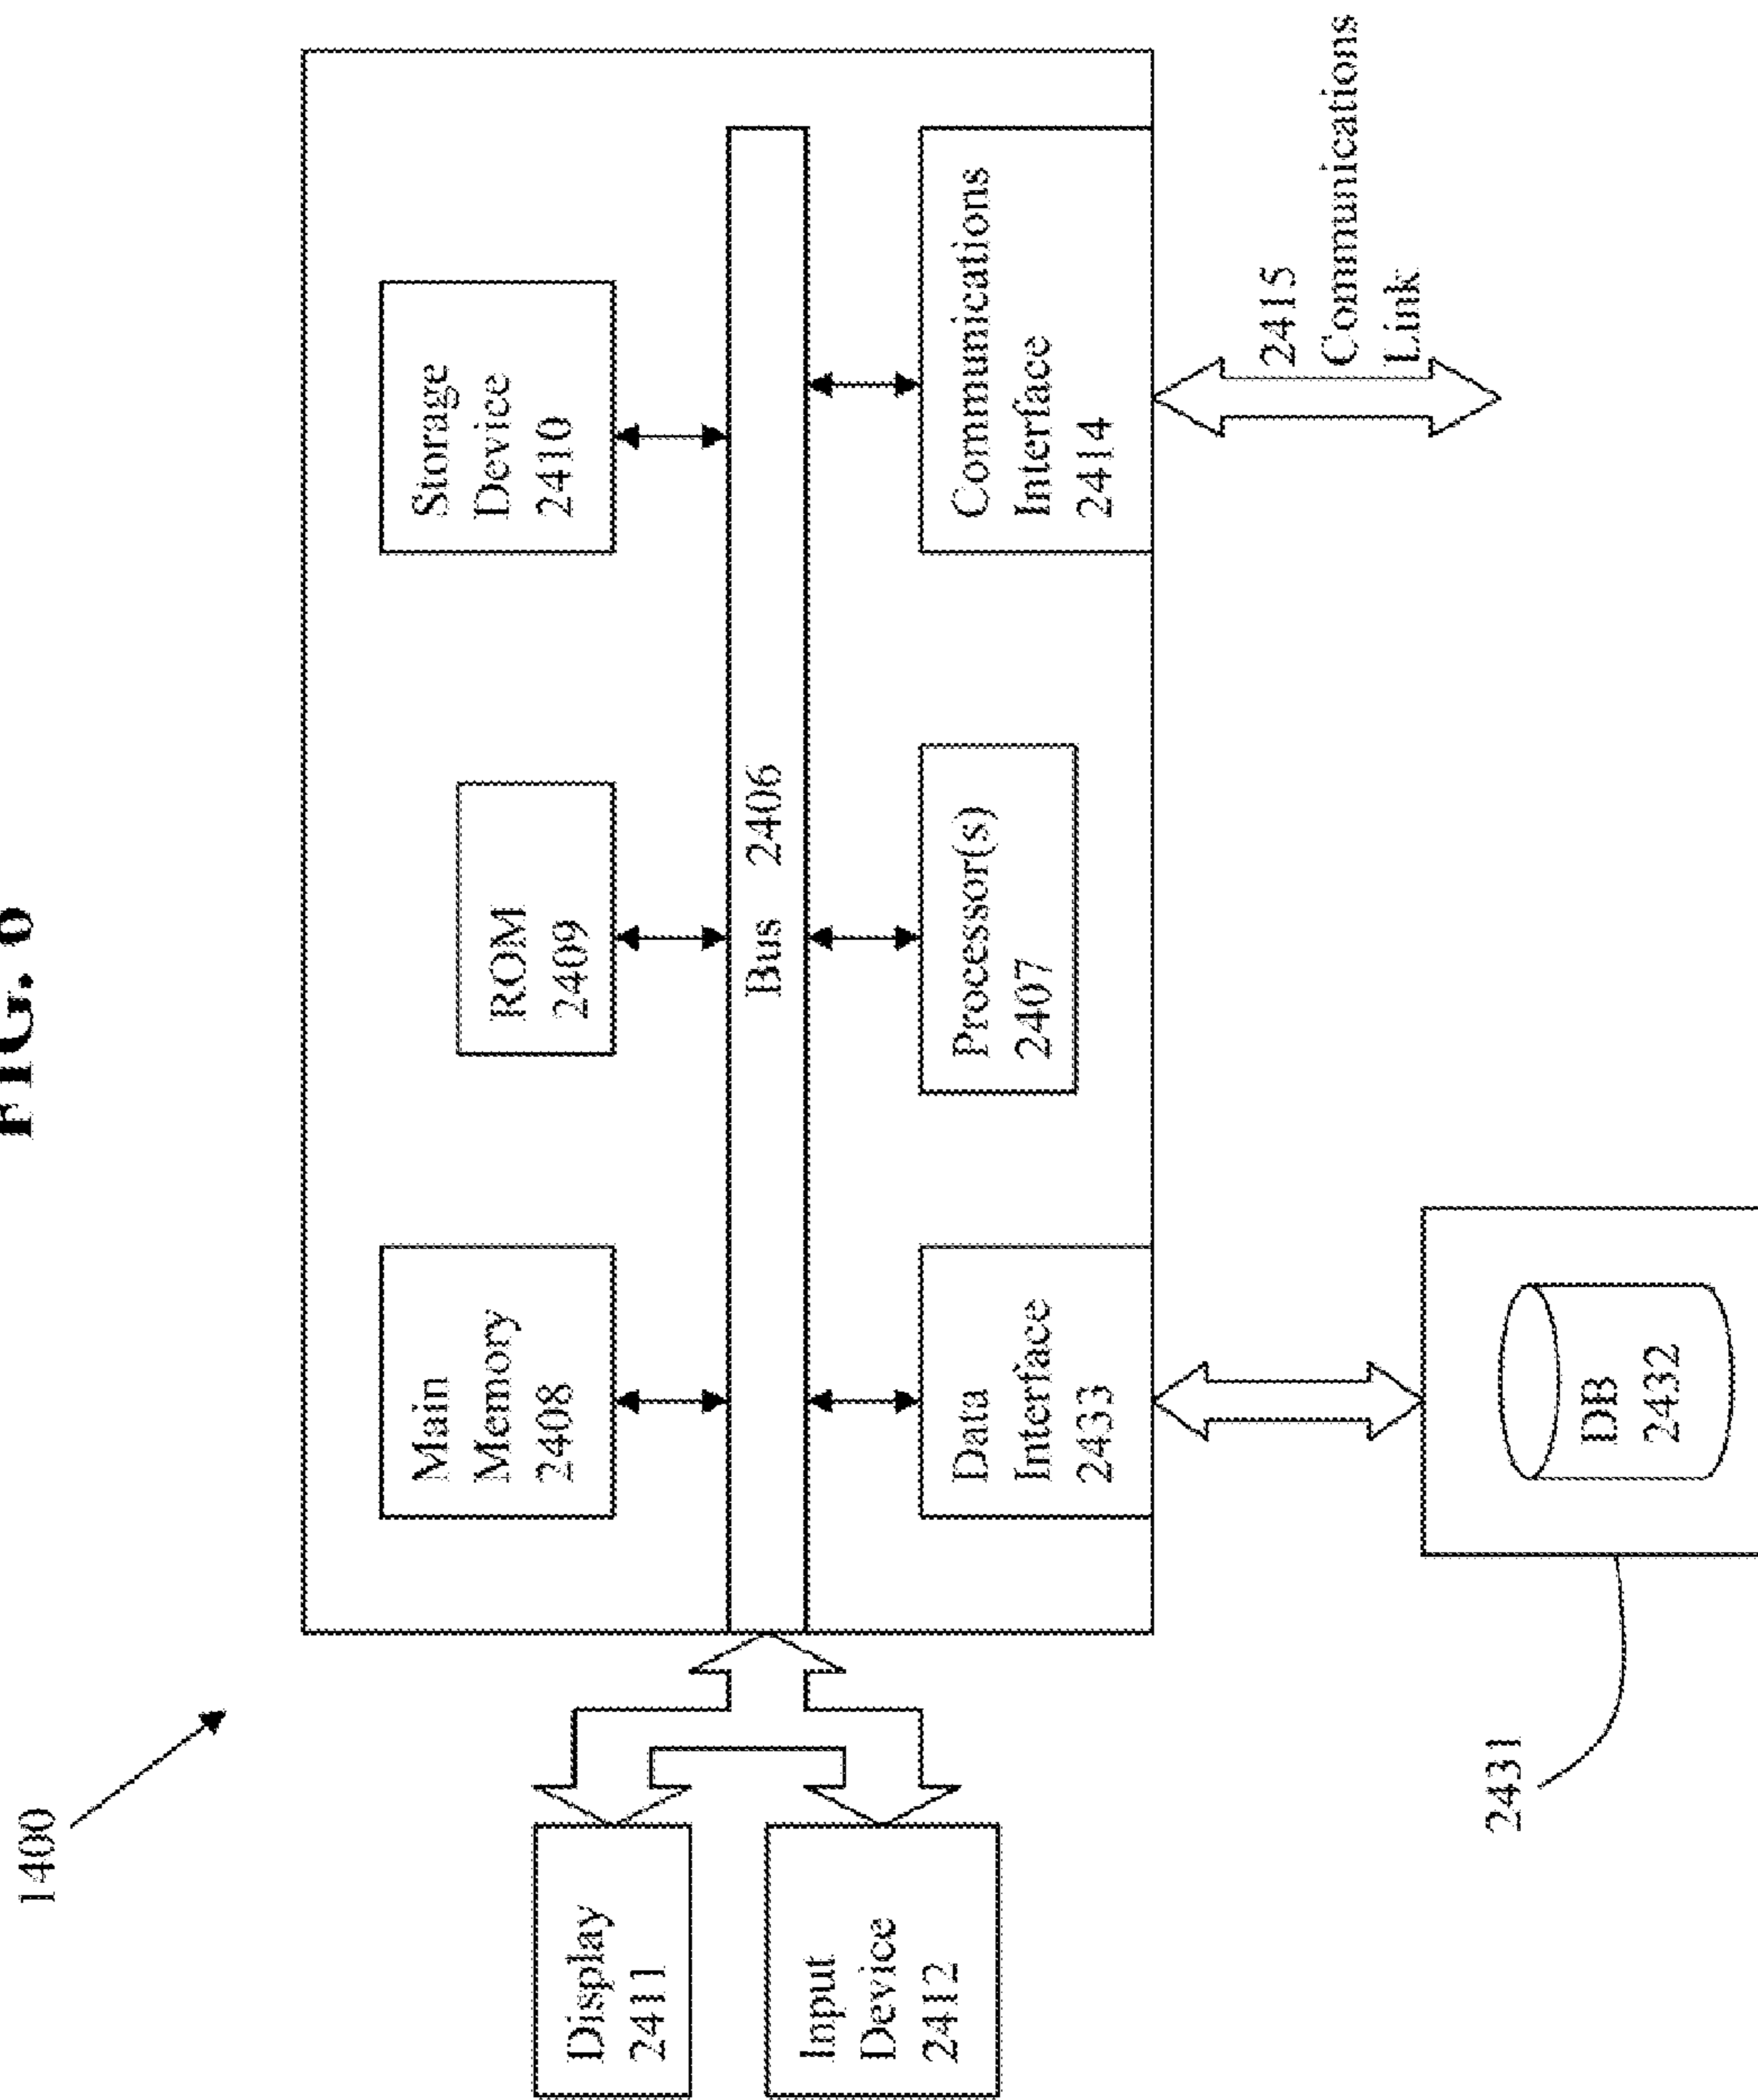 FIG. 6
1400
Main
Memory
2408
ROM
2409
Storage
Device
2410
Display
2411
Bus 2406
Input
Device
2412
Data
Interface
2433
Processor(s)
2407
Communications
Interface
2414
2415
Communications
Link
2431
DB
2432